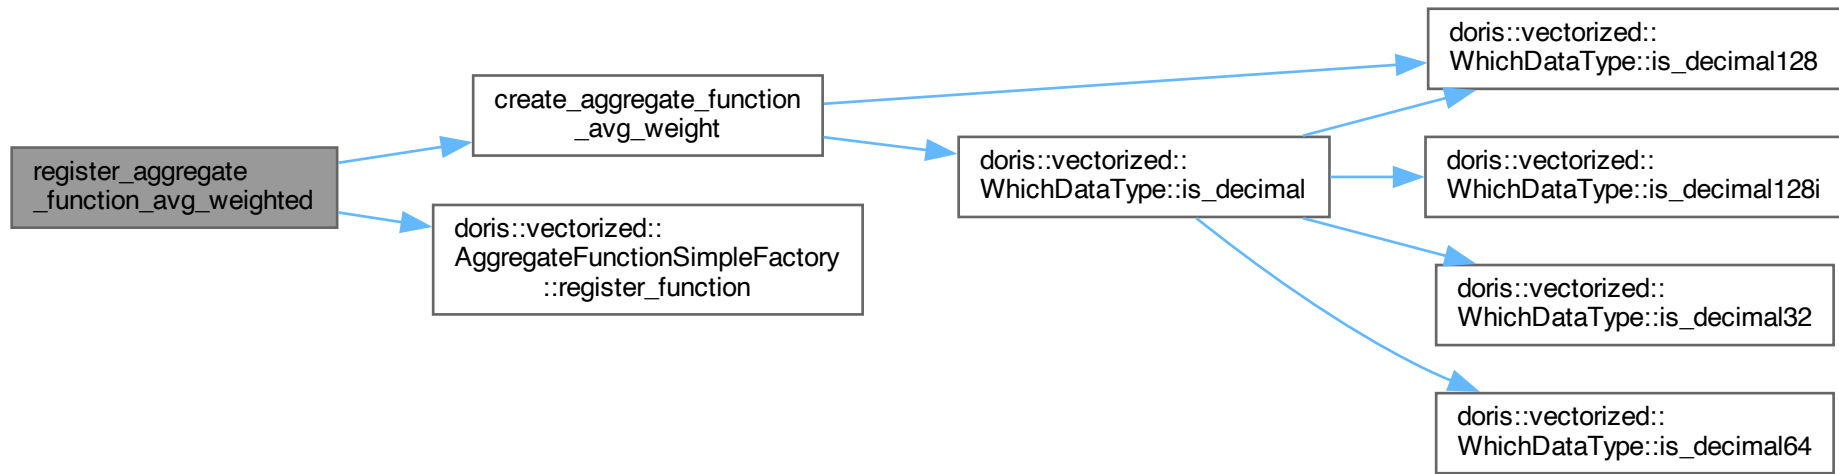 register_aggregate
_function_avg_weighted
create_aggregate_function
_avg_weight
doris::vectorized::
AggregateFunctionSimpleFactory
::register_function
doris::vectorized::
WhichDataType::is_decimal
doris::vectorized::
WhichDataType::is_decimal128
doris::vectorized::
WhichDataType::is_decimal128i
doris::vectorized::
WhichDataType::is_decimal32
doris::vectorized::
WhichDataType::is_decimal64